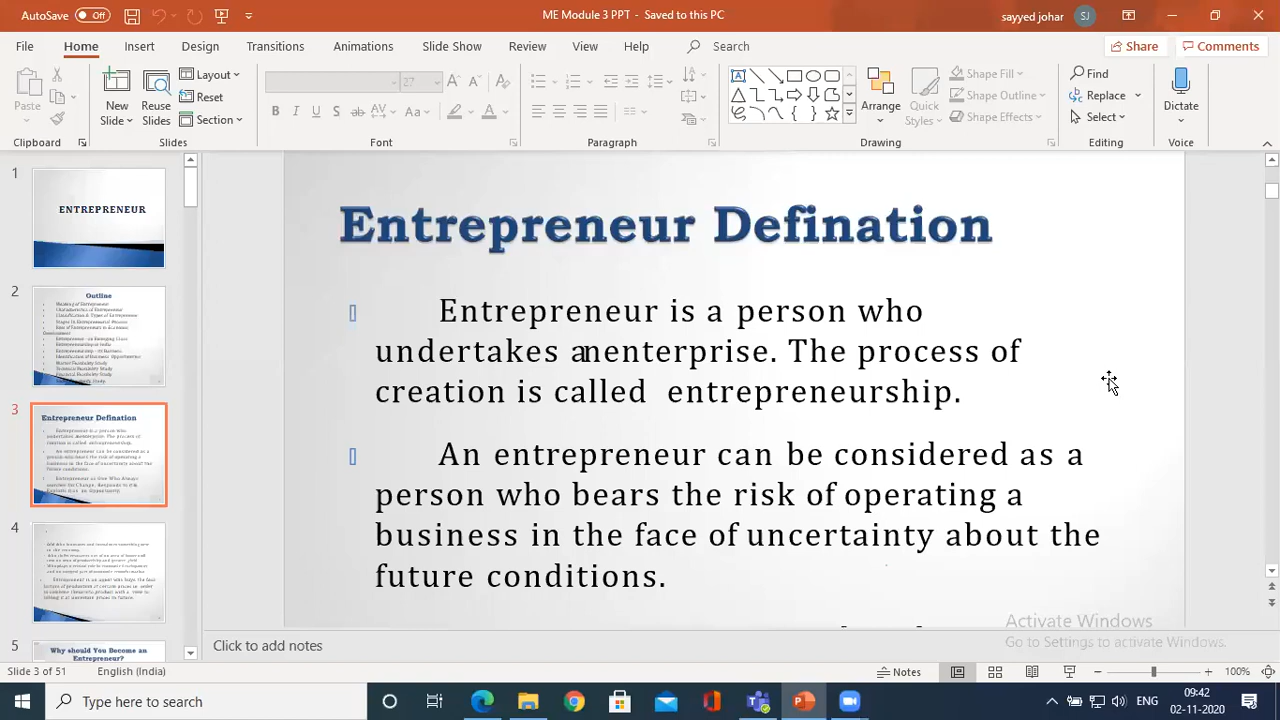 AutoSave Off
ME Module 3 PPT - Saved to this PC
sayyed johar SJ
File Home Insert Design Transitions Animations Slide Show Review View Help Search Share Comments
Paste
New Slide
Reuse Slides
Layout
Reset
Section
27
Arrange
Quick Styles
Shape Fill
Shape Outline
Shape Effects
Find
Replace
Select
Dictate
Clipboard Slides Font Paragraph Drawing Editing Voice
1
ENTREPRENEUR
2
Outline
3
Entrepreneur Defination
4
5
Why should You Become an
Entrepreneur?
Entrepreneur Defination
Entrepreneur is a person who
undertakes anenterprise. The process of
creation is called entrepreneurship.
An entrepreneur can be considered as a
person who bears the risk of operating a
business in the face of uncertainty about the
future conditions.
Activate Windows
Go to Settings to activate Windows.
Click to add notes
Slide 3 of 51 English (India) Notes 100%
Type here to search
ENG
09:42
02-11-2020